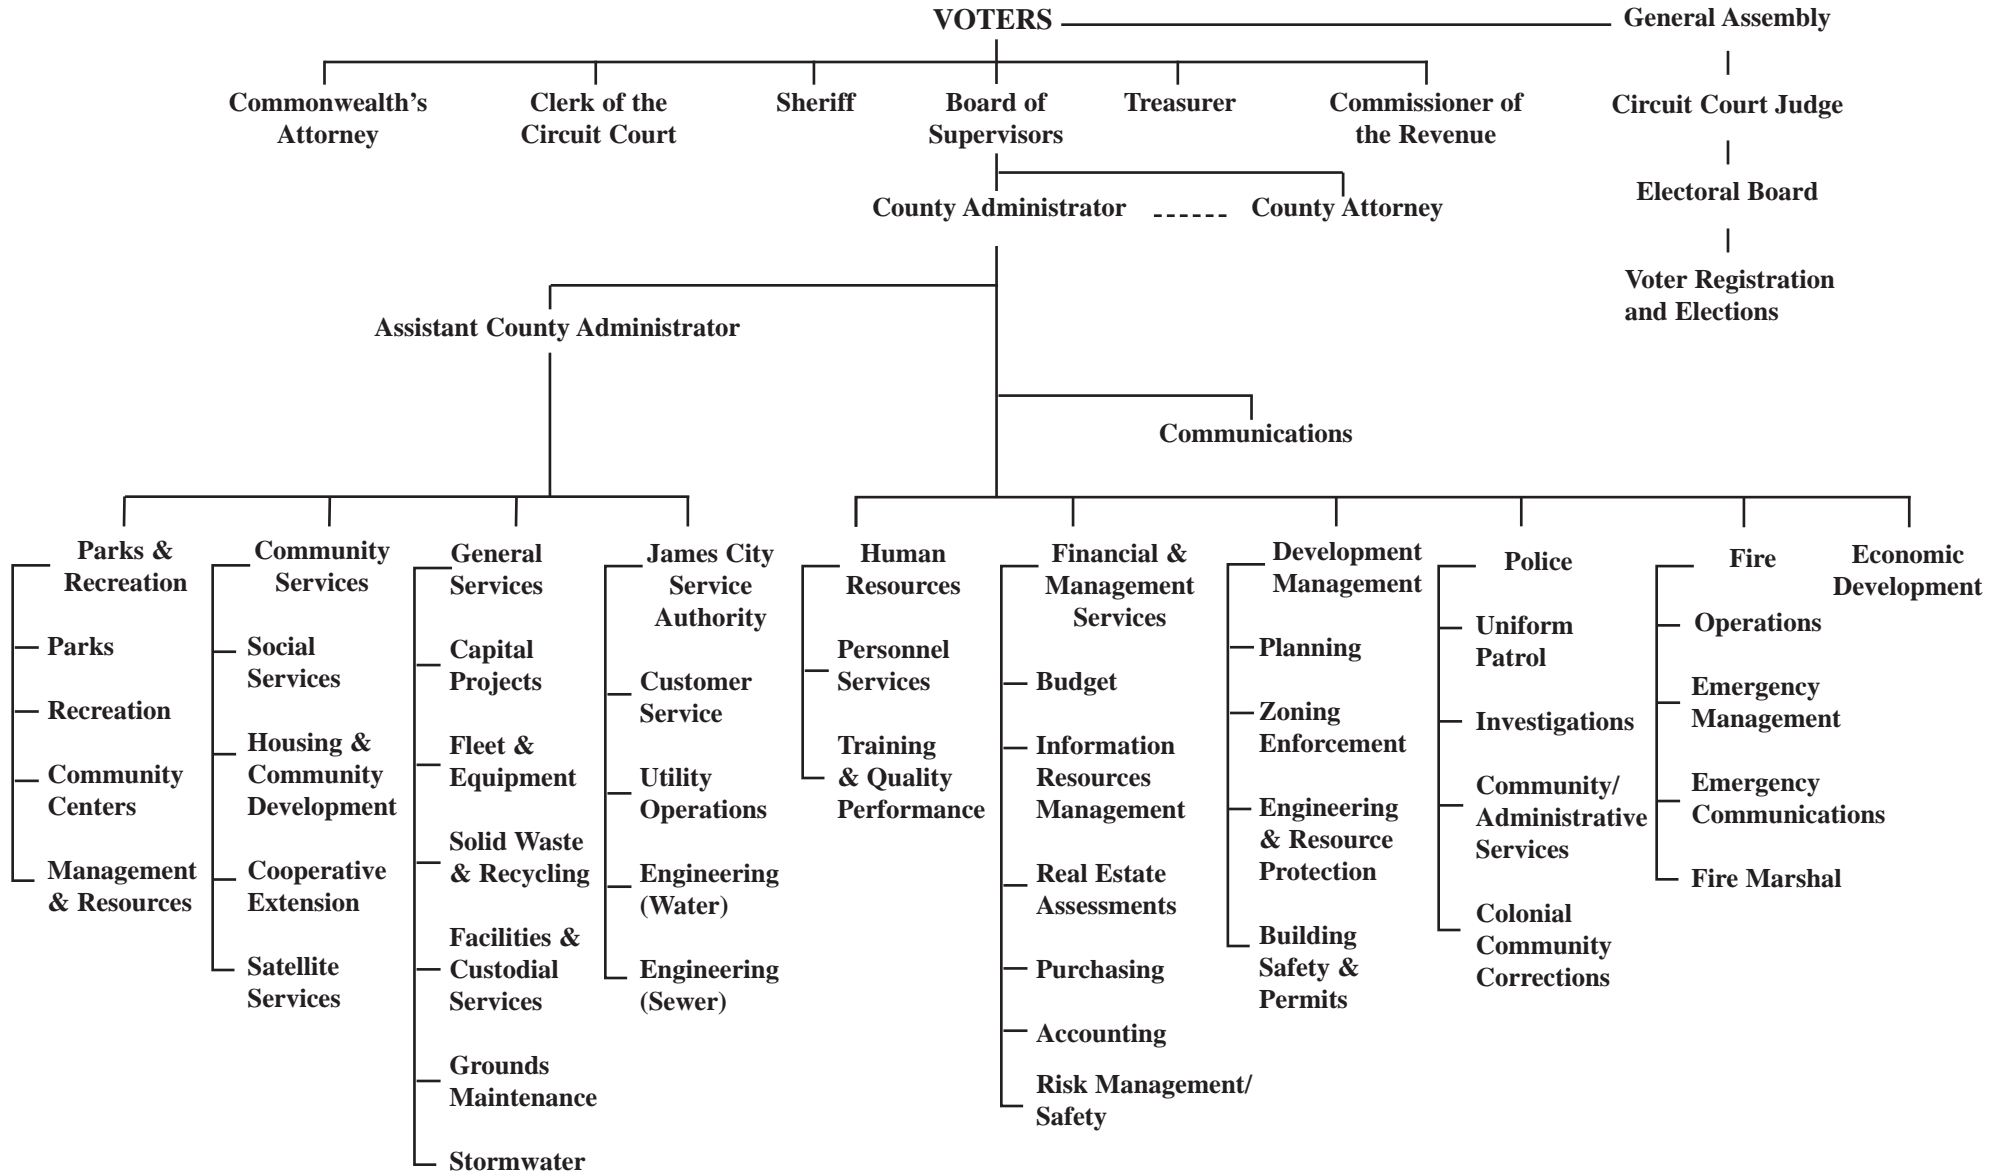 VOTERS
General Assembly
Commonwealth's
Attorney
Clerk of the
Circuit Court
Sheriff
Board of
Supervisors
Treasurer
Commissioner of
the Revenue
Circuit Court Judge
Electoral Board
Voter Registration
and Elections
County Administrator
County Attorney
Assistant County Administrator
Communications
Parks &
Recreation
Parks
Recreation
Community
Centers
Management
& Resources
Community
Services
Social
Services
Housing &
Community
Development
Cooperative
Extension
Satellite
Services
General
Services
Capital
Projects
Fleet &
Equipment
Solid Waste
& Recycling
Facilities &
Custodial
Services
Grounds
Maintenance
Stormwater
James City
Service
Authority
Customer
Service
Utility
Operations
Engineering
(Water)
Engineering
(Sewer)
Human
Resources
Personnel
Services
Training
& Quality
Performance
Financial &
Management
Services
Budget
Information
Resources
Management
Real Estate
Assessments
Purchasing
Accounting
Risk Management/
Safety
Development
Management
Planning
Zoning
Enforcement
Engineering
& Resource
Protection
Building
Safety &
Permits
Police
Uniform
Patrol
Investigations
Community/
Administrative
Services
Colonial
Community
Corrections
Fire
Operations
Emergency
Management
Emergency
Communications
Fire Marshal
Economic
Development